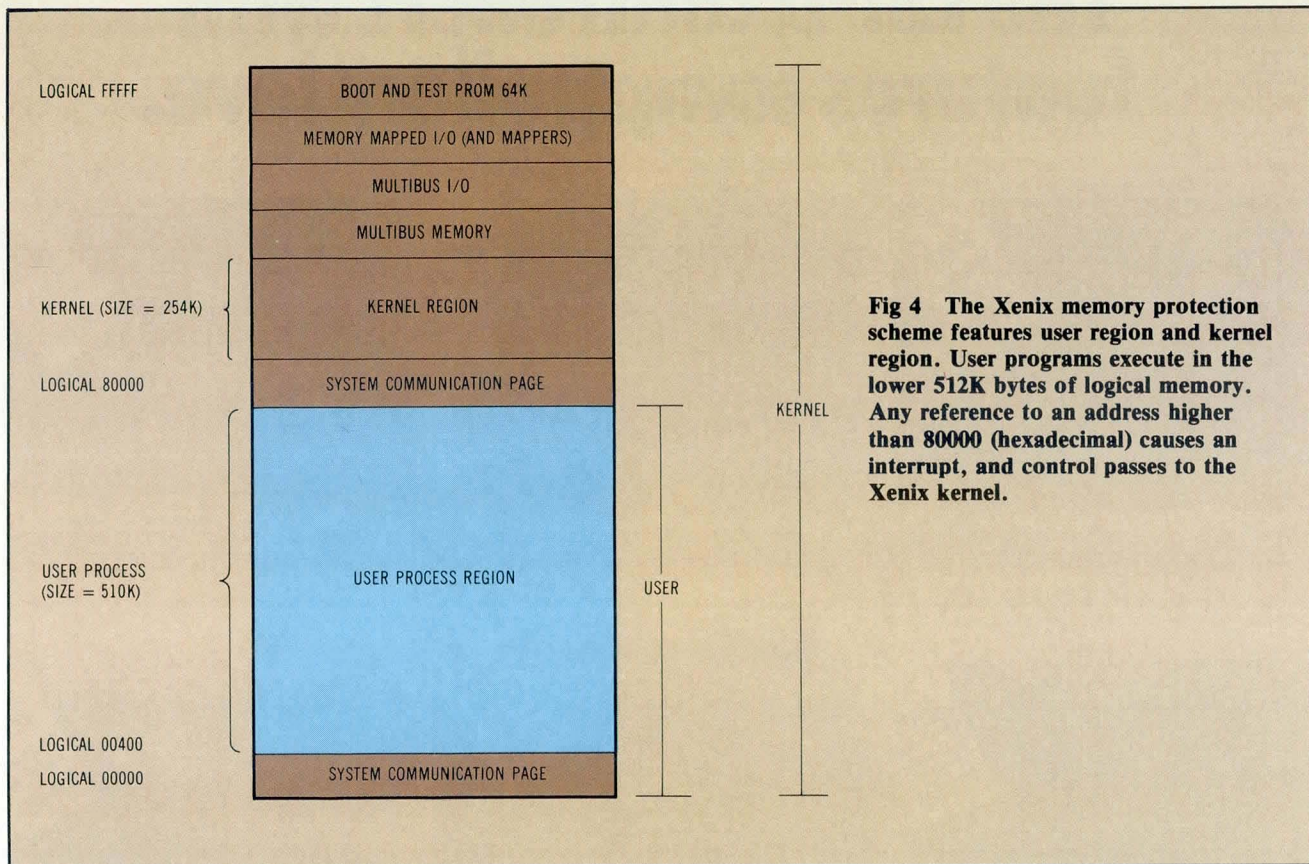 LOGICAL FFFFF
BOOT AND TEST PROM 64K
MEMORY MAPPED I/O (AND MAPPERS)
MULTIBUS I/O
MULTIBUS MEMORY
KERNEL (SIZE = 254K)
KERNEL REGION
LOGICAL 80000
SYSTEM COMMUNICATION PAGE
USER PROCESS
(SIZE = 510K)
USER PROCESS REGION
LOGICAL 00400
LOGICAL 00000
SYSTEM COMMUNICATION PAGE
USER
KERNEL
Fig 4 The Xenix memory protection
scheme features user region and kernel
region. User programs execute in the
lower 512K bytes of logical memory.
Any reference to an address higher
than 80000 (hexadecimal) causes an
interrupt, and control passes to the
Xenix kernel.